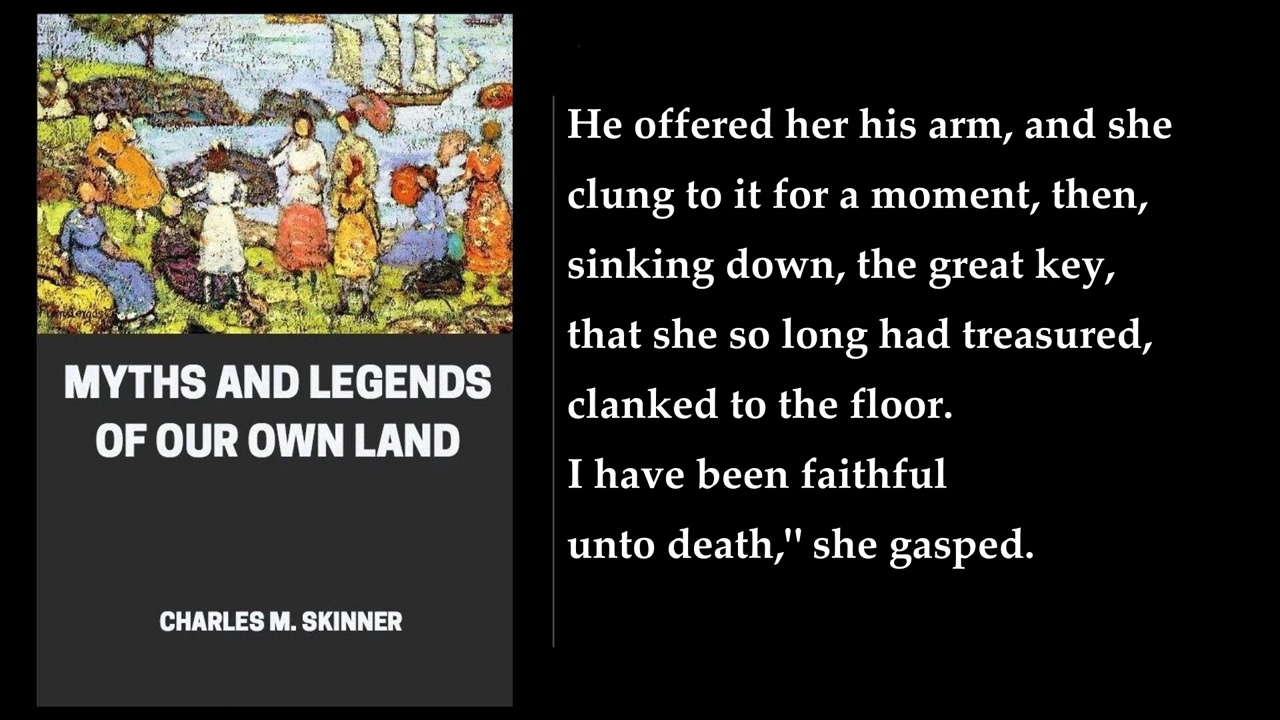 MYTHS AND LEGENDS
OF OUR OWN LAND
CHARLES M. SKINNER
He offered her his arm, and she
clung to it for a moment, then,
sinking down, the great key,
that she so long had treasured,
clanked to the floor.
I have been faithful
unto death," she gasped.